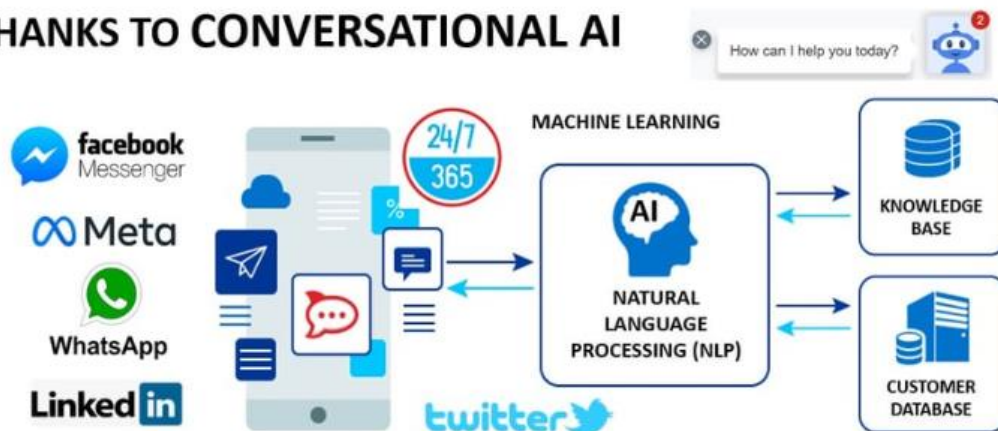 HANKS TO CONVERSATIONAL AI
How can I help you today?
2
facebook
Messenger
Meta
WhatsApp
Linked in
24/7
365
%
twitter
MACHINE LEARNING
AI
NATURAL
LANGUAGE
PROCESSING (NLP)
KNOWLEDGE
BASE
CUSTOMER
DATABASE